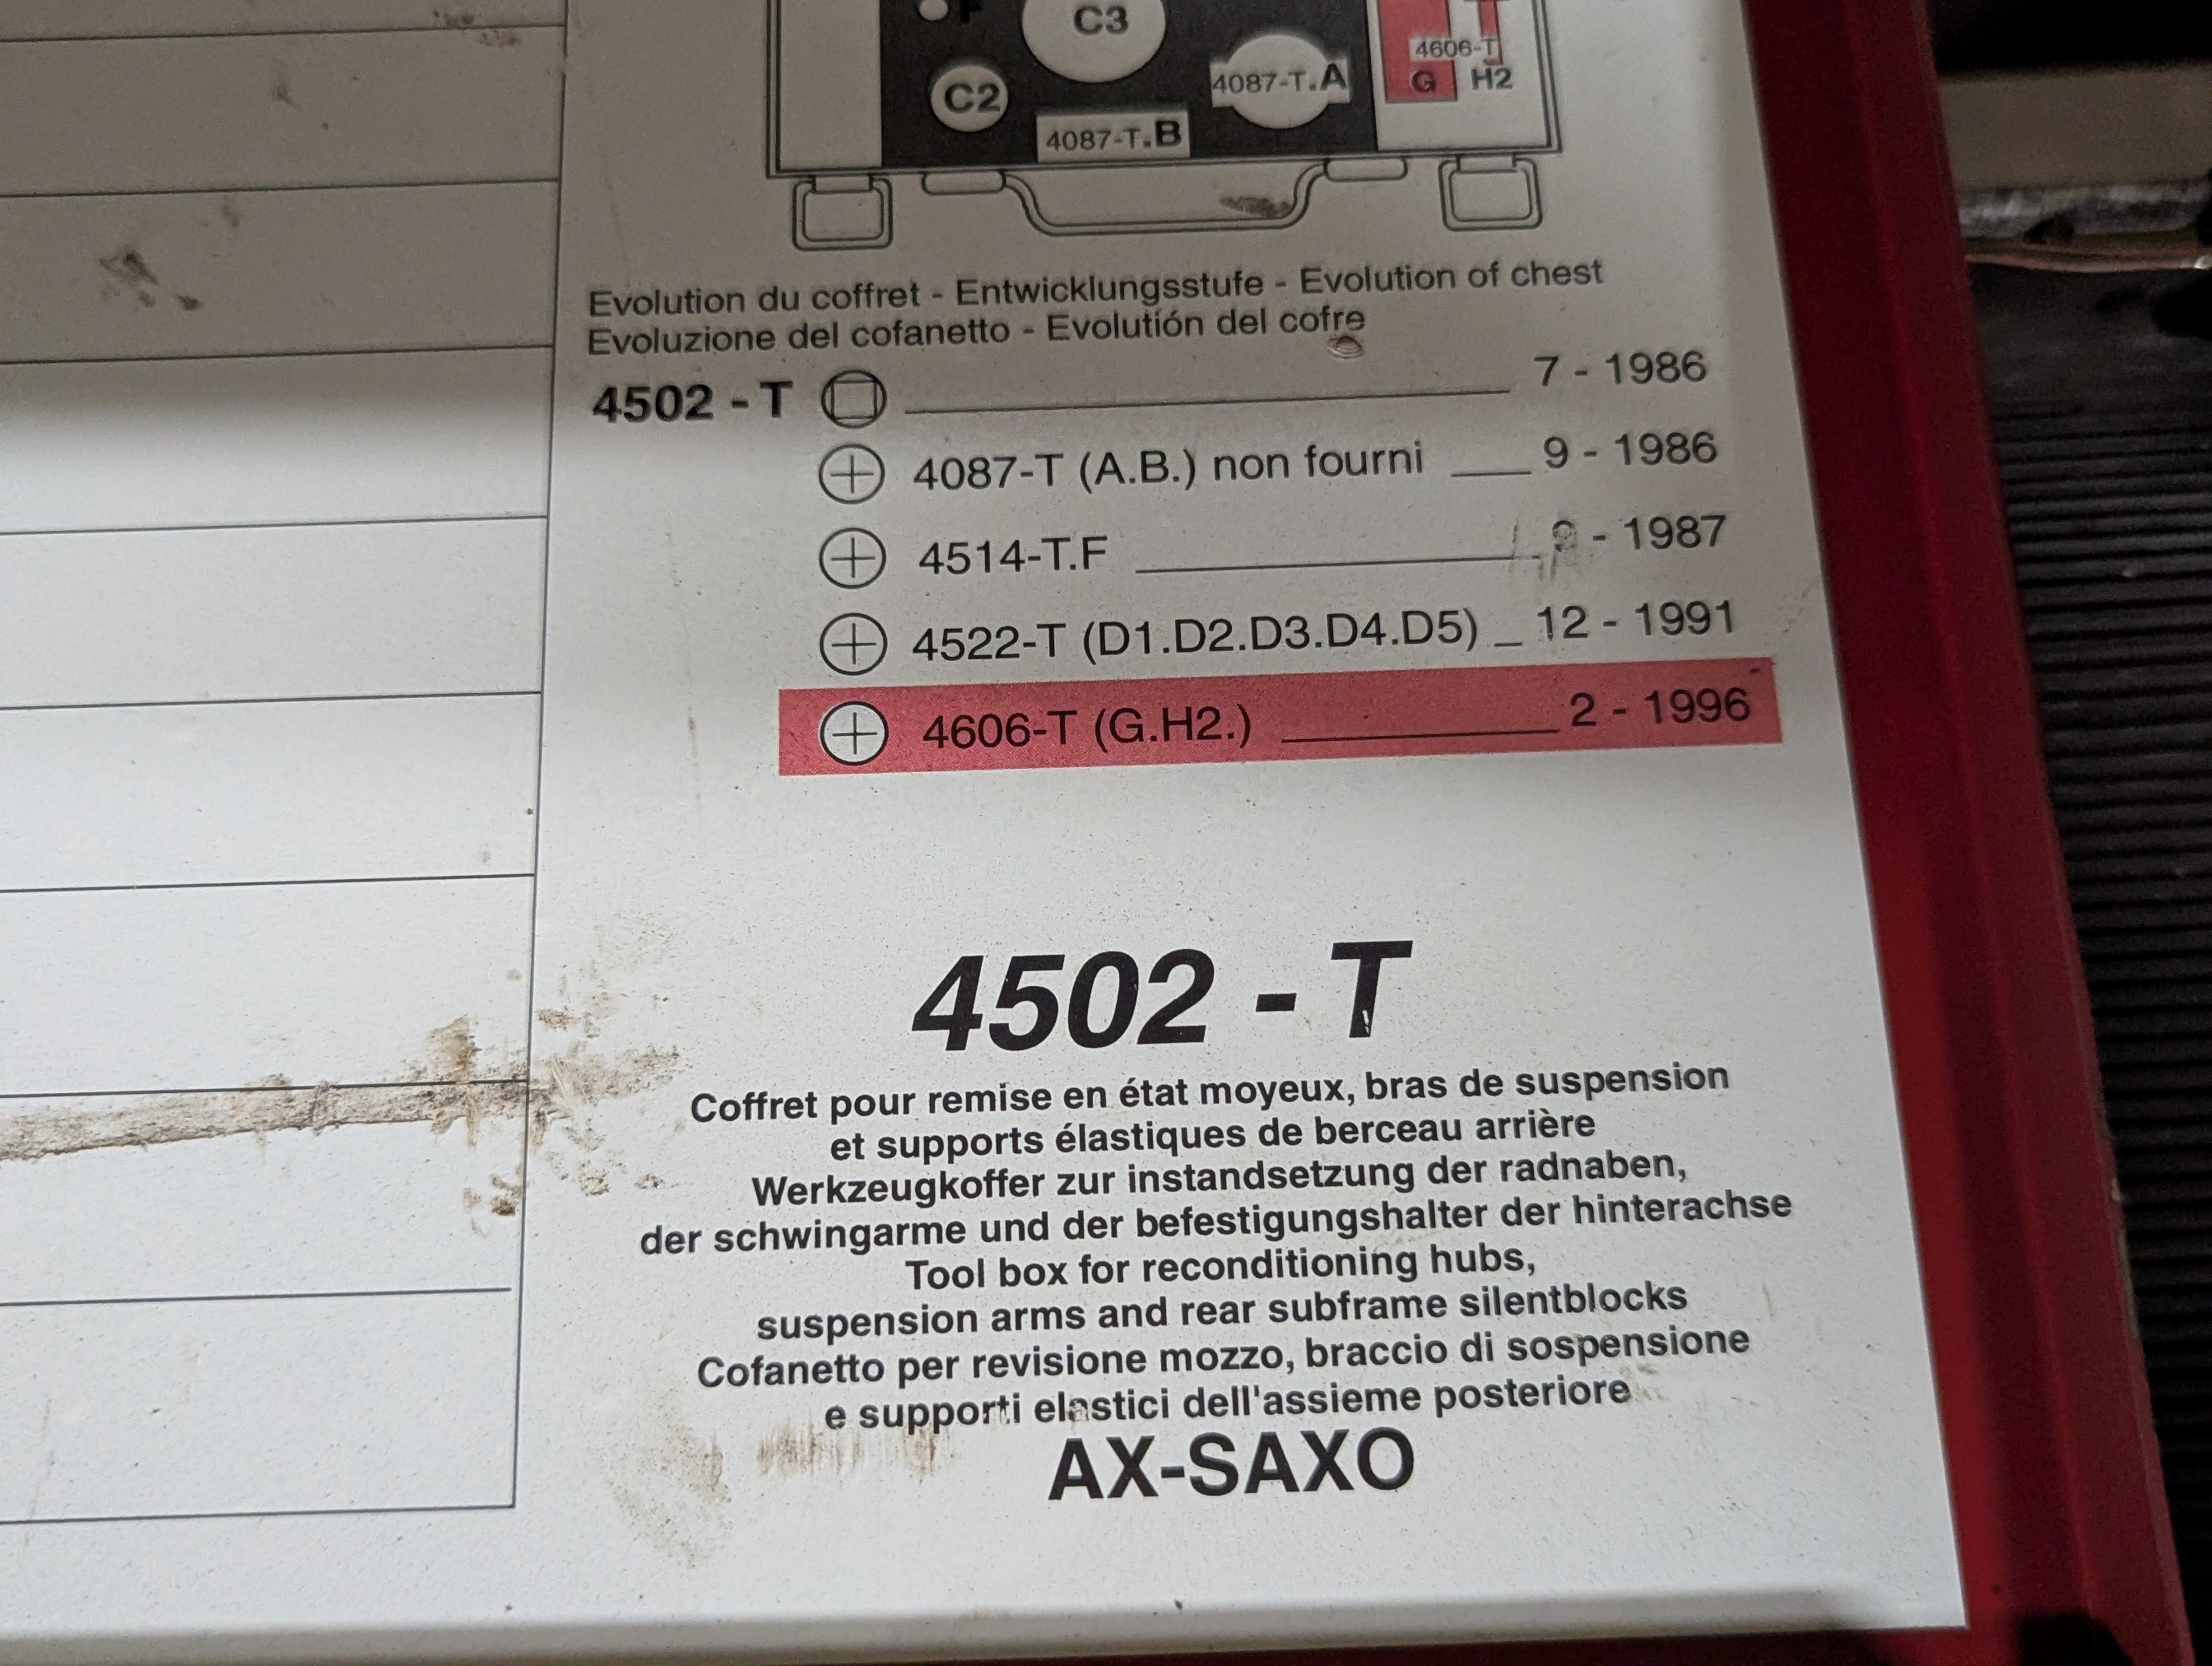 C3
C2
4087-T.A
4087-T.B
4606-T
G H2
Evolution du coffret - Entwicklungsstufe - Evolution of chest
Evoluzione del cofanetto - Evolutión del cofre
4502 - T 7 - 1986
4087-T (A.B.) non fourni 9 - 1986
4514-T.F - 1987
4522-T (D1.D2.D3.D4.D5) 12 - 1991
4606-T (G.H2.) 2 - 1996
4502 - T
Coffret pour remise en état moyeux, bras de suspension
et supports élastiques de berceau arrière
Werkzeugkoffer zur instandsetzung der radnaben,
der schwingarme und der befestigungshalter der hinterachse
Tool box for reconditioning hubs,
suspension arms and rear subframe silentblocks
Cofanetto per revisione mozzo, braccio di sospensione
e supporti elastici dell'assieme posteriore
AX-SAXO